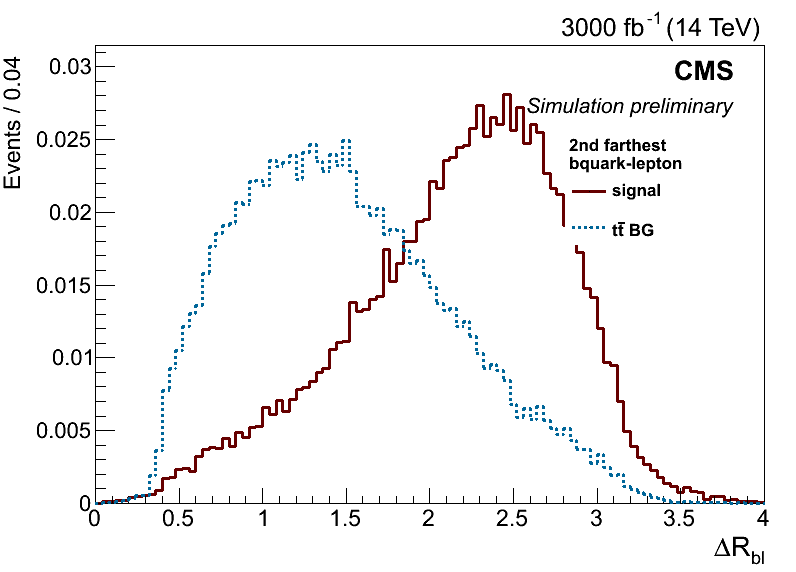 3000 fb⁻¹ (14 TeV)
CMS
Simulation preliminary
2nd farthest
bquark-lepton
signal
tt̄ BG
Events / 0.04
0.03
0.025
0.02
0.015
0.01
0.005
0
0 0.5 1 1.5 2 2.5 3 3.5 4
ΔR_bl